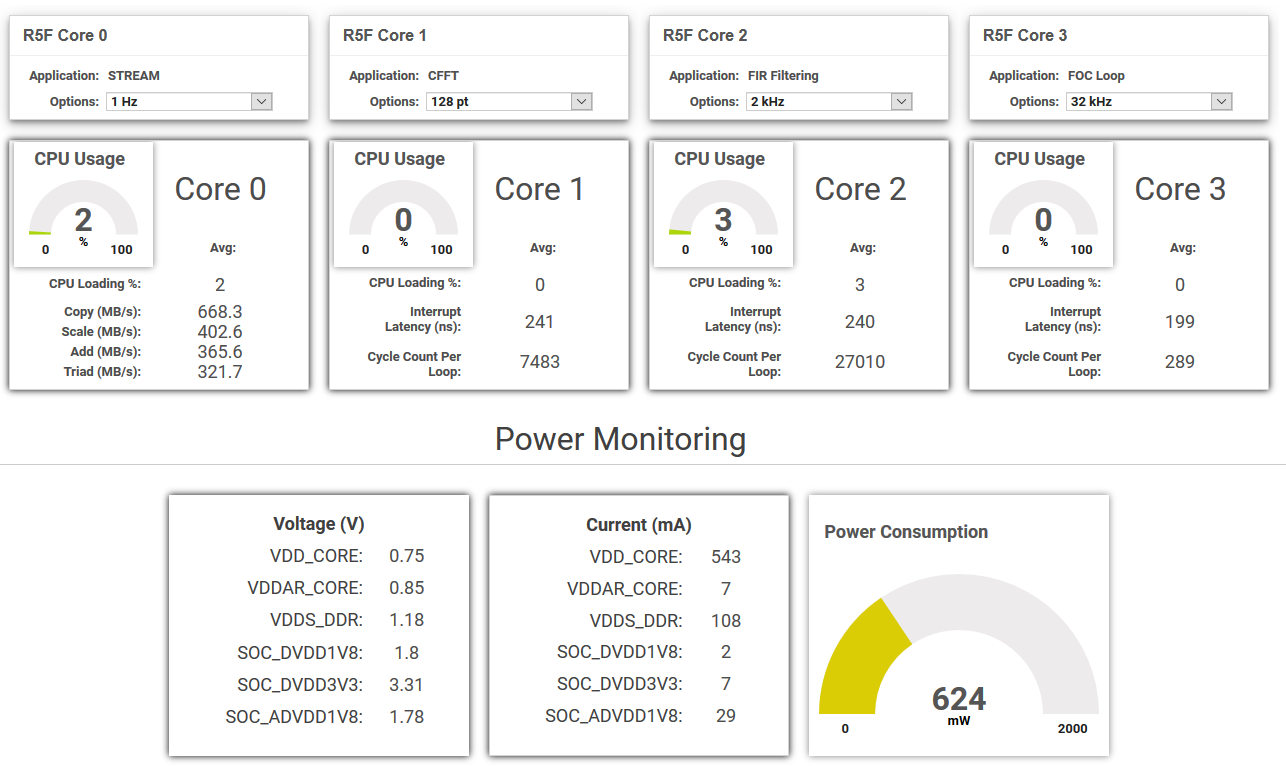 R5F Core 0
Application: STREAM
Options: 1 Hz
R5F Core 1
Application: CFFT
Options: 128 pt
R5F Core 2
Application: FIR Filtering
Options: 2 kHz
R5F Core 3
Application: FOC Loop
Options: 32 kHz
CPU Usage
2
%
0 100
Core 0
Avg:
CPU Loading %: 2
Copy (MB/s): 668.3
Scale (MB/s): 402.6
Add (MB/s): 365.6
Triad (MB/s): 321.7
CPU Usage
0
%
0 100
Core 1
Avg:
CPU Loading %: 0
Interrupt
Latency (ns): 241
Cycle Count Per
Loop: 7483
CPU Usage
3
%
0 100
Core 2
Avg:
CPU Loading %: 3
Interrupt
Latency (ns): 240
Cycle Count Per
Loop: 27010
CPU Usage
0
%
0 100
Core 3
Avg:
CPU Loading %: 0
Interrupt
Latency (ns): 199
Cycle Count Per
Loop: 289
Power Monitoring
Voltage (V)
VDD_CORE: 0.75
VDDAR_CORE: 0.85
VDDS_DDR: 1.18
SOC_DVDD1V8: 1.8
SOC_DVDD3V3: 3.31
SOC_ADVDD1V8: 1.78
Current (mA)
VDD_CORE: 543
VDDAR_CORE: 7
VDDS_DDR: 108
SOC_DVDD1V8: 2
SOC_DVDD3V3: 7
SOC_ADVDD1V8: 29
Power Consumption
624
mW
0 2000